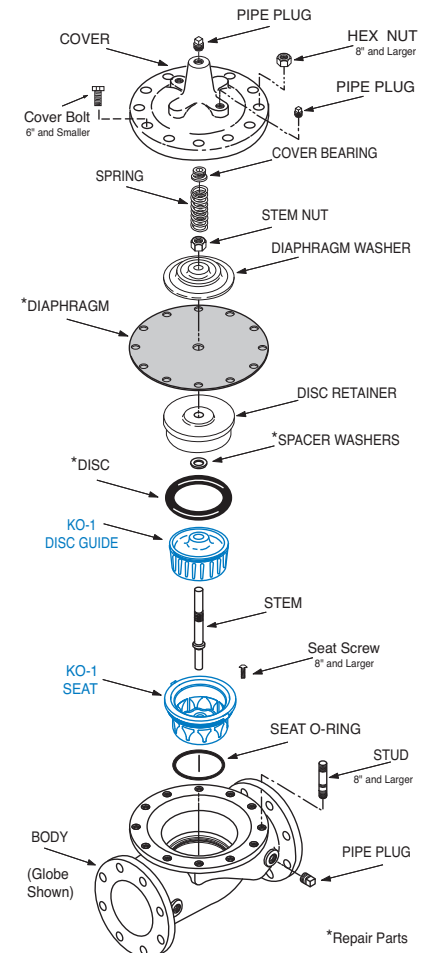 PIPE PLUG
COVER
HEX NUT
8" and Larger
PIPE PLUG
Cover Bolt
6" and Smaller
COVER BEARING
SPRING
STEM NUT
DIAPHRAGM WASHER
*DIAPHRAGM
DISC RETAINER
*SPACER WASHERS
*DISC
KO-1
DISC GUIDE
STEM
Seat Screw
8" and Larger
KO-1
SEAT
SEAT O-RING
STUD
8" and Larger
BODY
(Globe
Shown)
PIPE PLUG
*Repair Parts